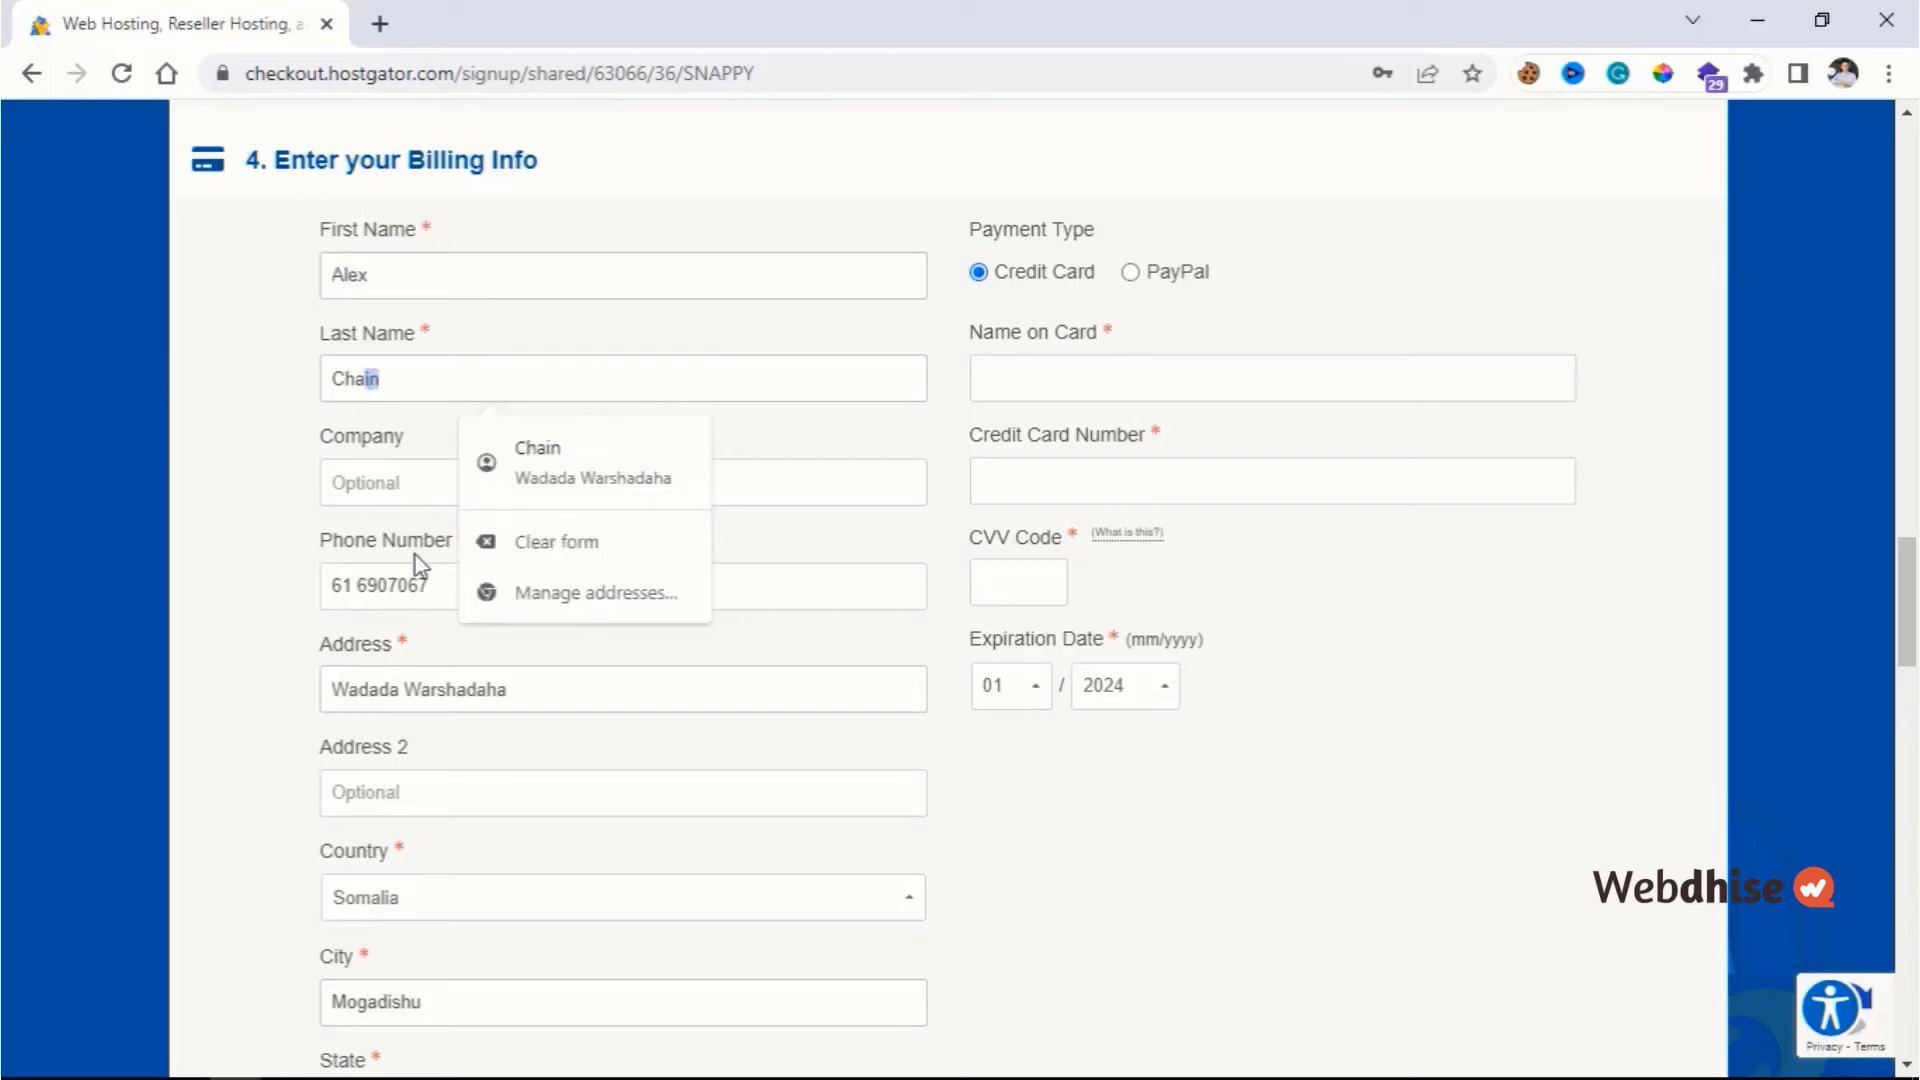 Web Hosting, Reseller Hosting, a
checkout.hostgator.com/signup/shared/63066/36/SNAPPY
29
4. Enter your Billing Info
First Name *
Alex
Last Name *
Chain
Company
Optional
Chain
Wadada Warshadaha
Clear form
Manage addresses...
Phone Number
61 6907067
Address *
Wadada Warshadaha
Address 2
Optional
Country *
Somalia
City *
Mogadishu
State *
Payment Type
Credit Card
PayPal
Name on Card *
Credit Card Number *
CVV Code * (What is this?)
Expiration Date * (mm/yyyy)
01 / 2024
Webdhise
Privacy - Terms